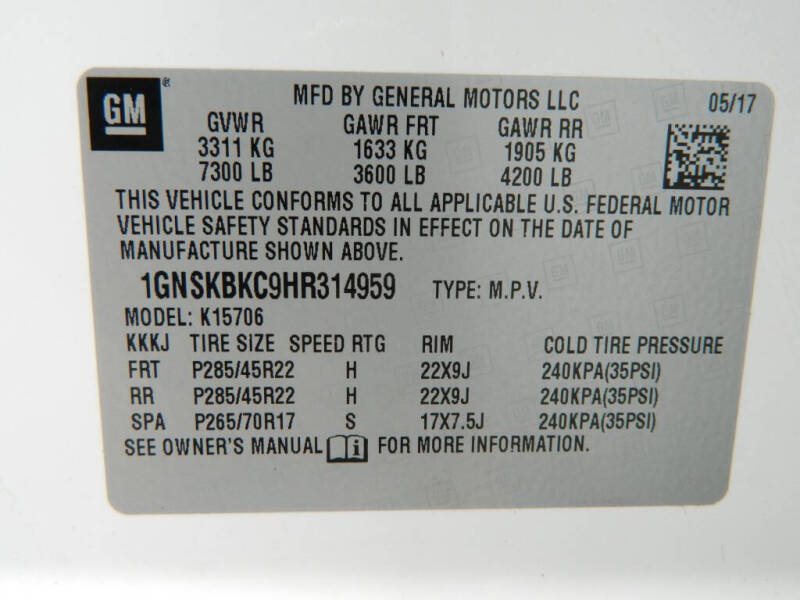 GM
MFD BY GENERAL MOTORS LLC 05/17
GVWR GAWR FRT GAWR RR
3311 KG 1633 KG 1905 KG
7300 LB 3600 LB 4200 LB
THIS VEHICLE CONFORMS TO ALL APPLICABLE U.S. FEDERAL MOTOR
VEHICLE SAFETY STANDARDS IN EFFECT ON THE DATE OF
MANUFACTURE SHOWN ABOVE.
1GNSKBKC9HR314959 TYPE: M.P.V.
MODEL: K15706
KKKJ TIRE SIZE SPEED RTG RIM COLD TIRE PRESSURE
FRT P285/45R22 H 22X9J 240KPA(35PSI)
RR P285/45R22 H 22X9J 240KPA(35PSI)
SPA P265/70R17 S 17X7.5J 240KPA(35PSI)
SEE OWNER'S MANUAL i FOR MORE INFORMATION.